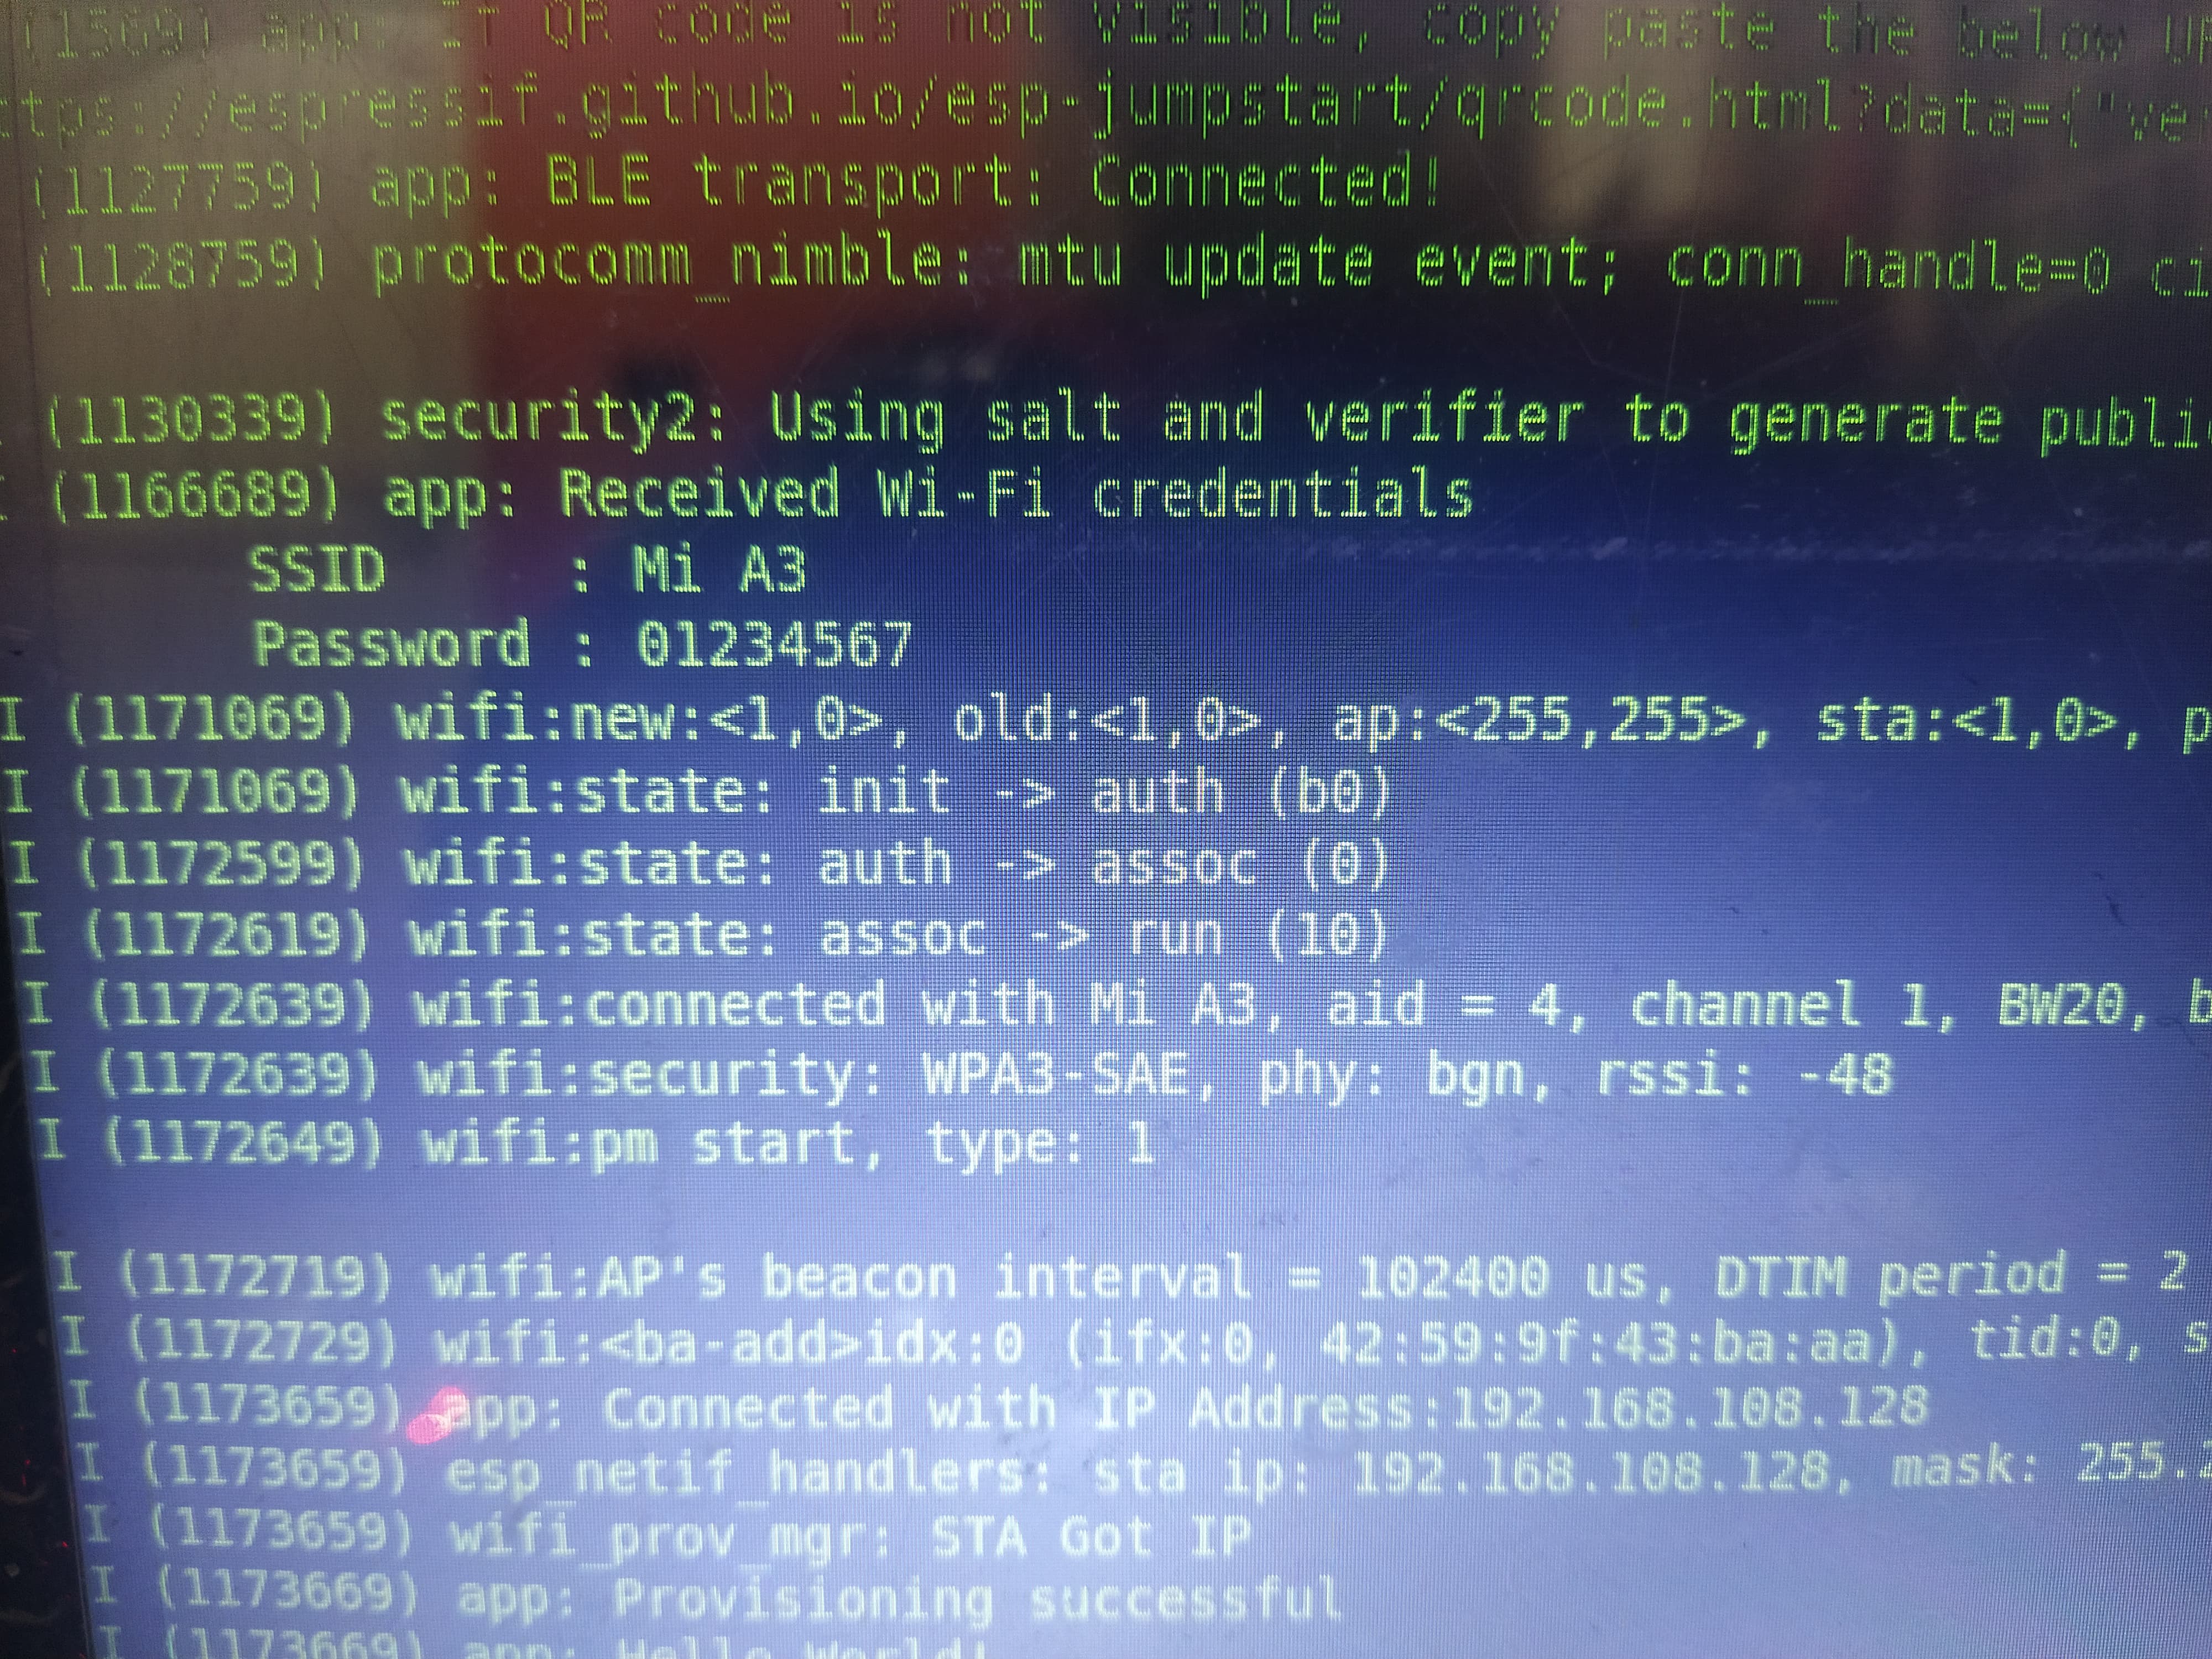 (1569) app: If QR code is not visible, copy paste the below
tps://espressif.github.io/esp-jumpstart/qrcode.html?data={"ve
(1127759) app: BLE transport: Connected!
(1128759) protocomm_nimble: mtu update event; conn_handle=0 ci
(1130339) security2: Using salt and verifier to generate publi
(1166689) app: Received Wi-Fi credentials
SSID : Mi A3
Password : 01234567
I (1171069) wifi:new:<1,0>, old:<1,0>, ap:<255,255>, sta:<1,0>, p
I (1171069) wifi:state: init -> auth (b0)
I (1172599) wifi:state: auth -> assoc (0)
I (1172619) wifi:state: assoc -> run (10)
I (1172639) wifi:connected with Mi A3, aid = 4, channel 1, BW20, b
I (1172639) wifi:security: WPA3-SAE, phy: bgn, rssi: -48
I (1172649) wifi:pm start, type: 1
I (1172719) wifi:AP's beacon interval = 102400 us, DTIM period = 2
I (1172729) wifi:<ba-add>idx:0 (ifx:0, 42:59:9f:43:ba:aa), tid:0, s
I (1173659) app: Connected with IP Address:192.168.108.128
I (1173659) esp_netif_handlers: sta ip: 192.168.108.128, mask: 255.2
I (1173659) wifi_prov_mgr: STA Got IP
I (1173669) app: Provisioning successful
I (1173669) app: Hello World!